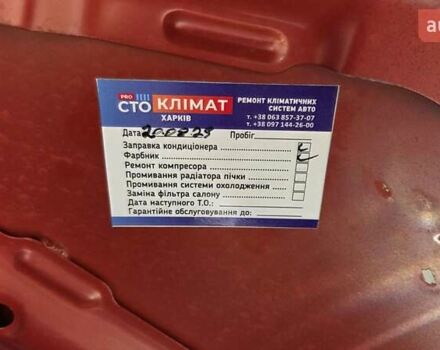 PRO
СТО КЛІМАТ
ХАРКІВ
РЕМОНТ КЛІМАТИЧНИХ
СИСТЕМ АВТО
т. +38 063 857-37-07
т. +38 097 144-26-00
Дата Пробіг
Заправка кондиціонера
Фарбник
Ремонт компресора
Промивання радіатора пічки
Промивання системи охолодження
Заміна фільтра салону
Дата наступного Т.О.:
Гарантійне обслуговування до: